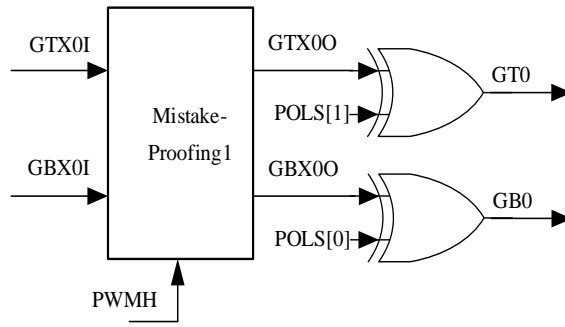 GTX0I
GTX0O
GT0
Mistake-
POLS[1]
Proofing1
GBX0I
GBX0O
GB0
POLS[0]
PWMH